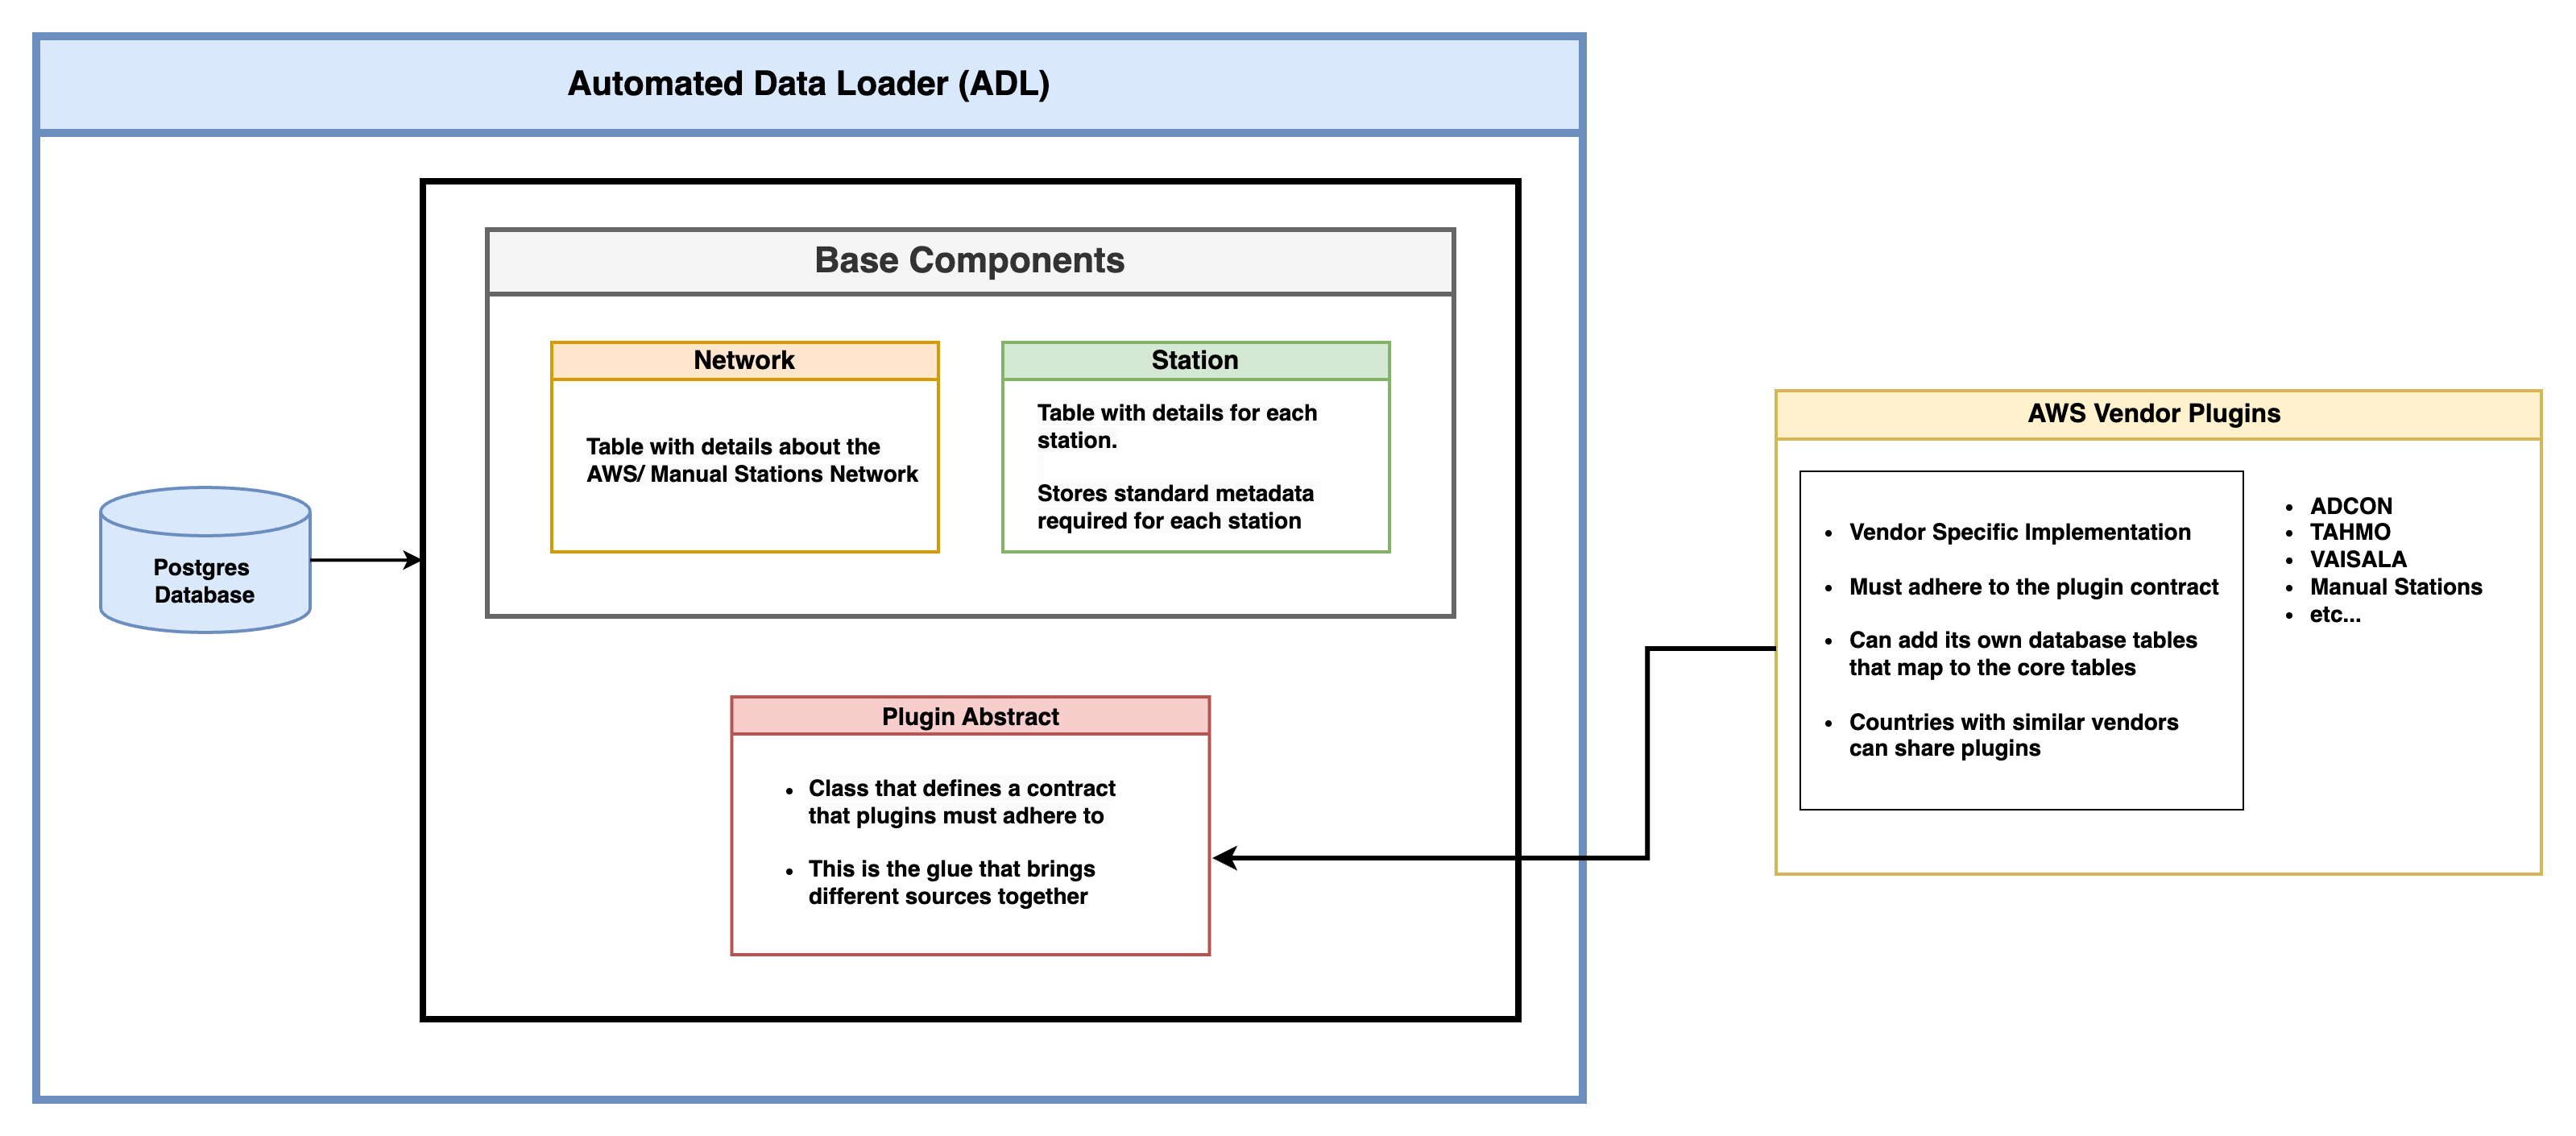 Automated Data Loader (ADL)
Base Components
Network
Table with details about the
AWS/ Manual Stations Network
Station
Table with details for each
station.
Stores standard metadata
required for each station
Postgres
Database
Plugin Abstract
• Class that defines a contract
that plugins must adhere to
• This is the glue that brings
different sources together
AWS Vendor Plugins
• Vendor Specific Implementation
• Must adhere to the plugin contract
• Can add its own database tables
that map to the core tables
• Countries with similar vendors
can share plugins
• ADCON
• TAHMO
• VAISALA
• Manual Stations
• etc...